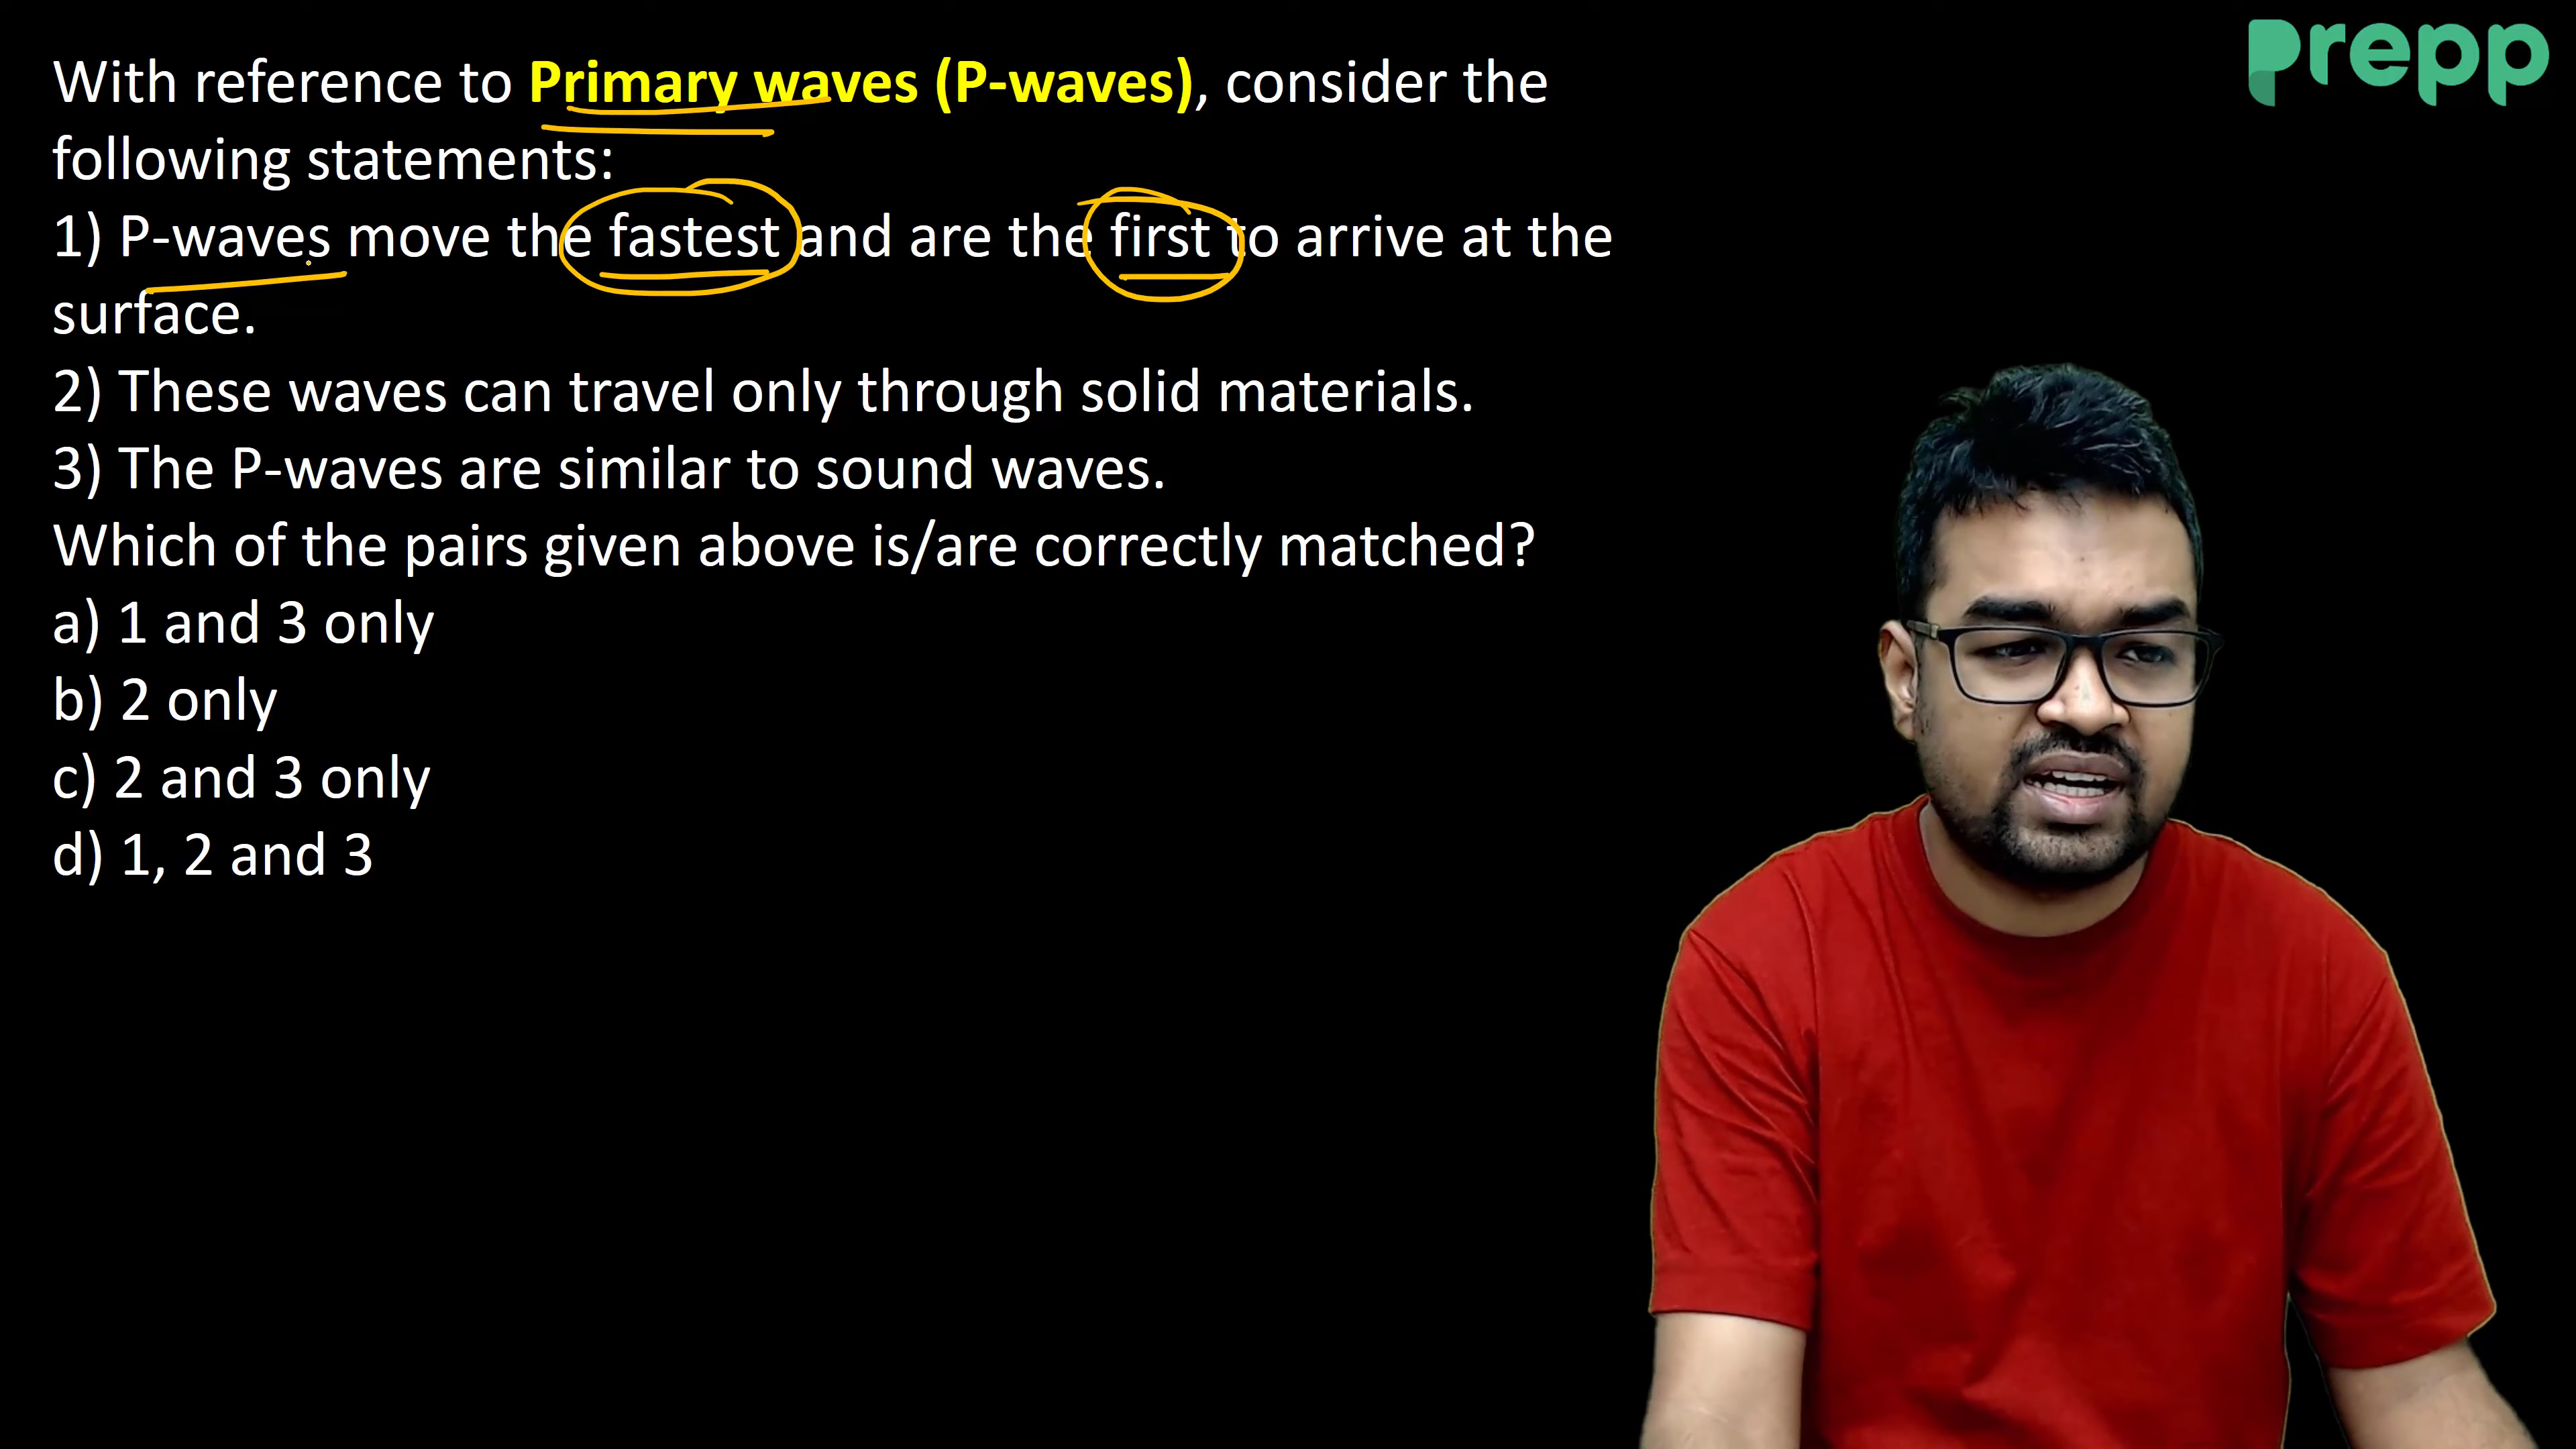 prepp
With reference to Primary waves (P-waves), consider the
following statements:
1) P-waves move the fastest and are the first to arrive at the
surface.
2) These waves can travel only through solid materials.
3) The P-waves are similar to sound waves.
Which of the pairs given above is/are correctly matched?
a) 1 and 3 only
b) 2 only
c) 2 and 3 only
d) 1, 2 and 3